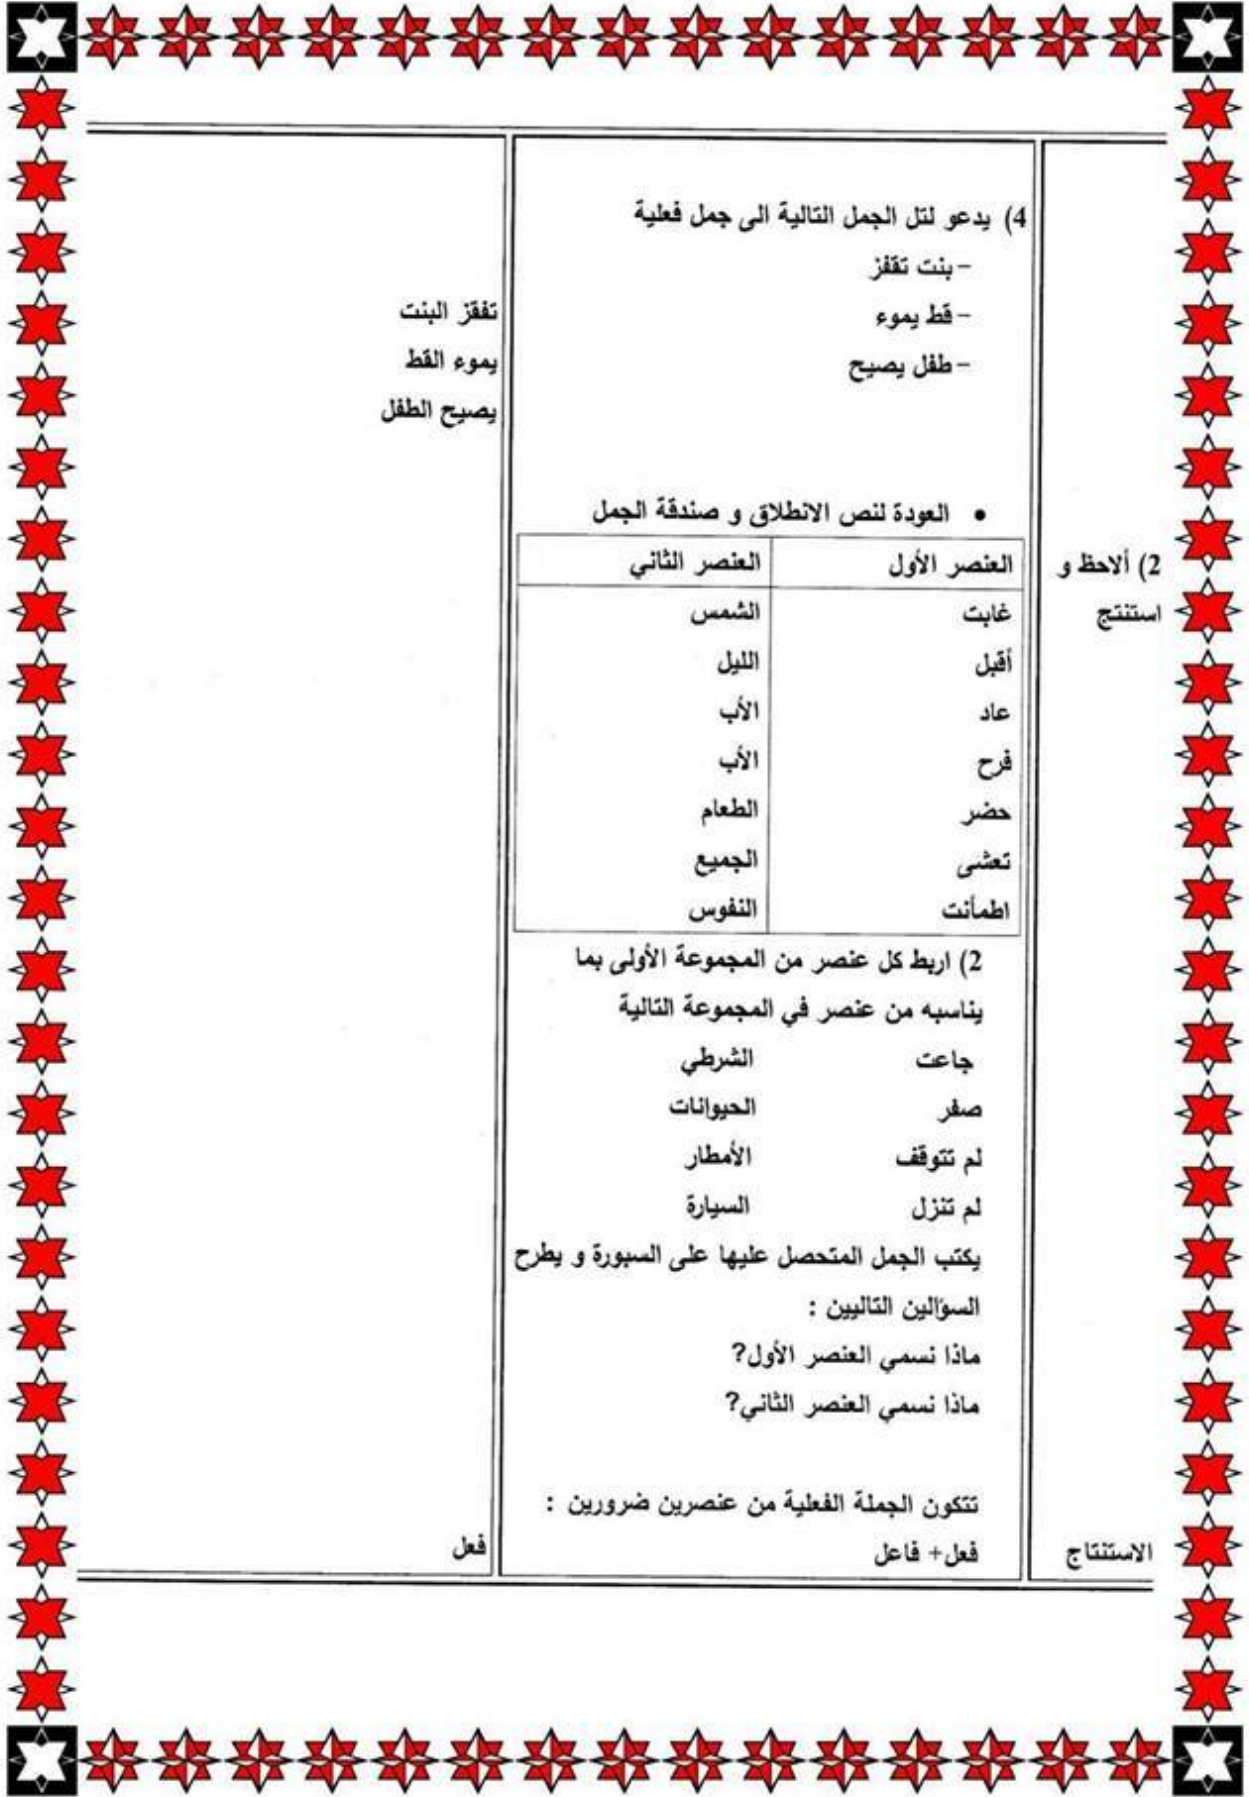 4) يدعو لتل الجمل التالية الى جمل فعلية
– بنت تقفز
– قط يموء
– طفل يصيح
تفقز البنت
يموء القط
يصيح الطفل
2) ألاحظ و
استنتج
• العودة لنص الانطلاق و صندقة الجمل
العنصر الأول العنصر الثاني
غابت الشمس
أقبل الليل
عاد الأب
فرح الأب
حضر الطعام
تعشى الجميع
اطمأنت النفوس
2) اربط كل عنصر من المجموعة الأولى بما
يناسبه من عنصر في المجموعة التالية
جاعت الشرطي
صفر الحيوانات
لم تتوقف الأمطار
لم تنزل السيارة
يكتب الجمل المتحصل عليها على السبورة و يطرح
السؤالين التاليين :
ماذا نسمي العنصر الأول?
ماذا نسمي العنصر الثاني?
تتكون الجملة الفعلية من عنصرين ضرورين :
الاستنتاج
فعل+ فاعل
فعل